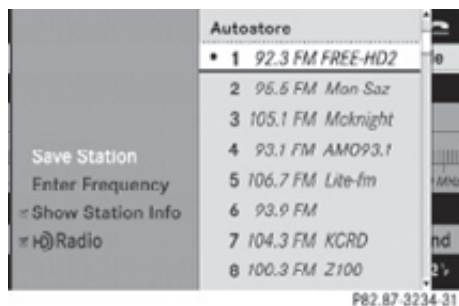 Autostore
• 1 92.3 FM FREE-HD2
2 95.5 FM Mon-Saz
3 105.1 FM Mcknight
4 93.1 FM AMO93.1
5 106.7 FM Lite-fm
6 93.9 FM
7 104.3 FM KCRD
8 100.3 FM Z100
Save Station
Enter Frequency
Show Station Info
HD Radio
nd
P82.87-3234-31